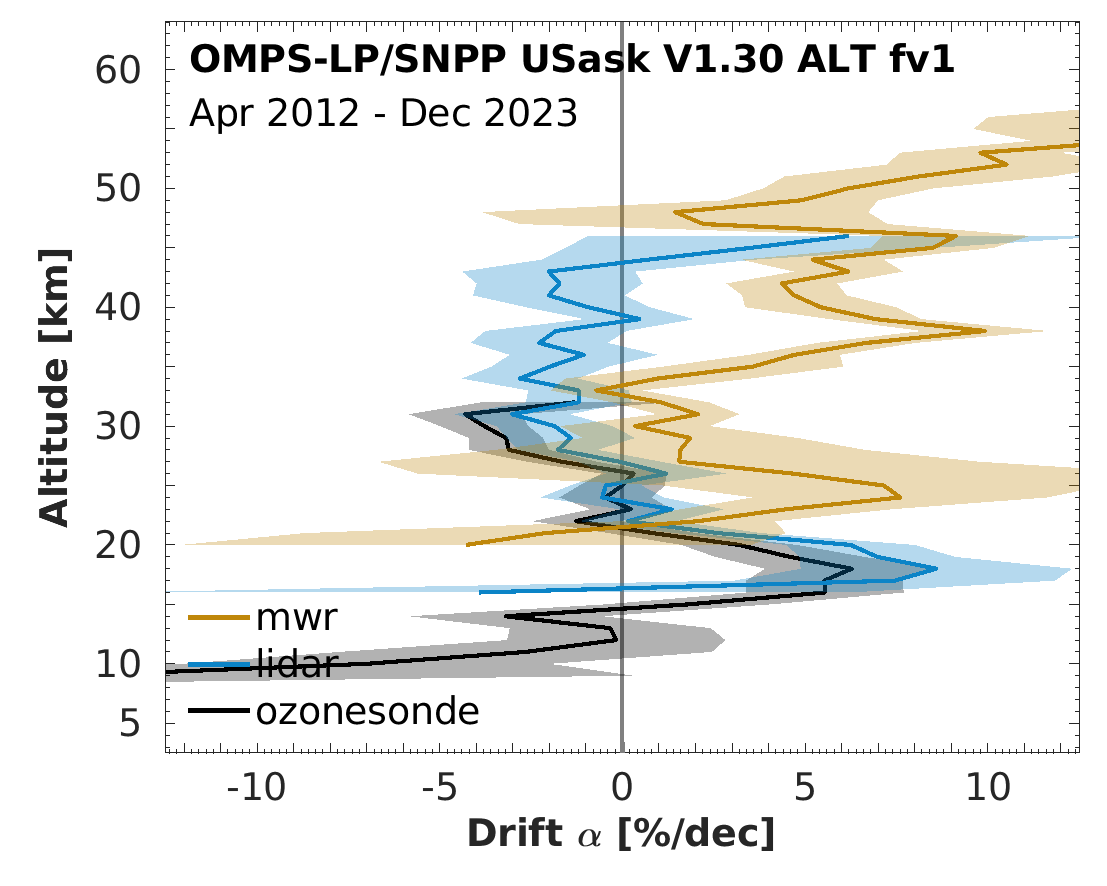 OMPS-LP/SNPP USask V1.30 ALT fv1
Apr 2012 - Dec 2023
60
50
40
30
20
10
5
Altitude [km]
mwr
lidar
ozonesonde
-10 -5 0 5 10
Drift α [%/dec]